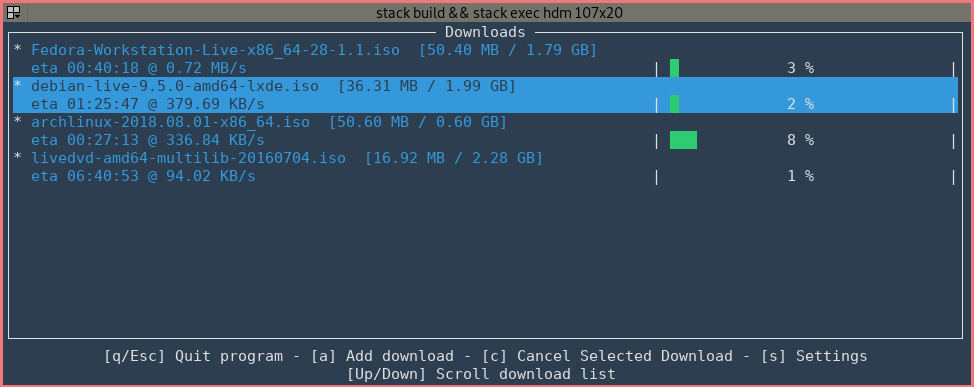 stack build && stack exec hdm 107x20
Downloads
* Fedora-Workstation-Live-x86_64-28-1.1.iso [50.40 MB / 1.79 GB]
eta 00:40:18 @ 0.72 MB/s | 3 % |
* debian-live-9.5.0-amd64-lxde.iso [36.31 MB / 1.99 GB]
eta 01:25:47 @ 379.69 KB/s | 2 % |
* archlinux-2018.08.01-x86_64.iso [50.60 MB / 0.60 GB]
eta 00:27:13 @ 336.84 KB/s | 8 % |
* livedvd-amd64-multilib-20160704.iso [16.92 MB / 2.28 GB]
eta 06:40:53 @ 94.02 KB/s | 1 % |
[q/Esc] Quit program - [a] Add download - [c] Cancel Selected Download - [s] Settings
[Up/Down] Scroll download list